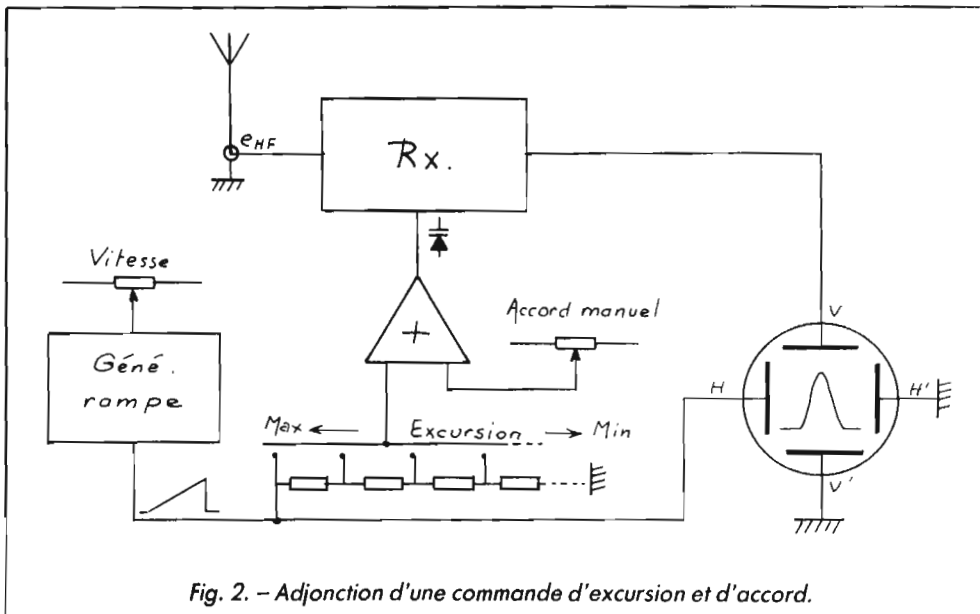 eHF
Rx.
Vitesse
Géné.
rampe
+
Accord manuel
Max
Excursion
Min
V
H
H'
V'
Fig. 2. – Adjonction d'une commande d'excursion et d'accord.